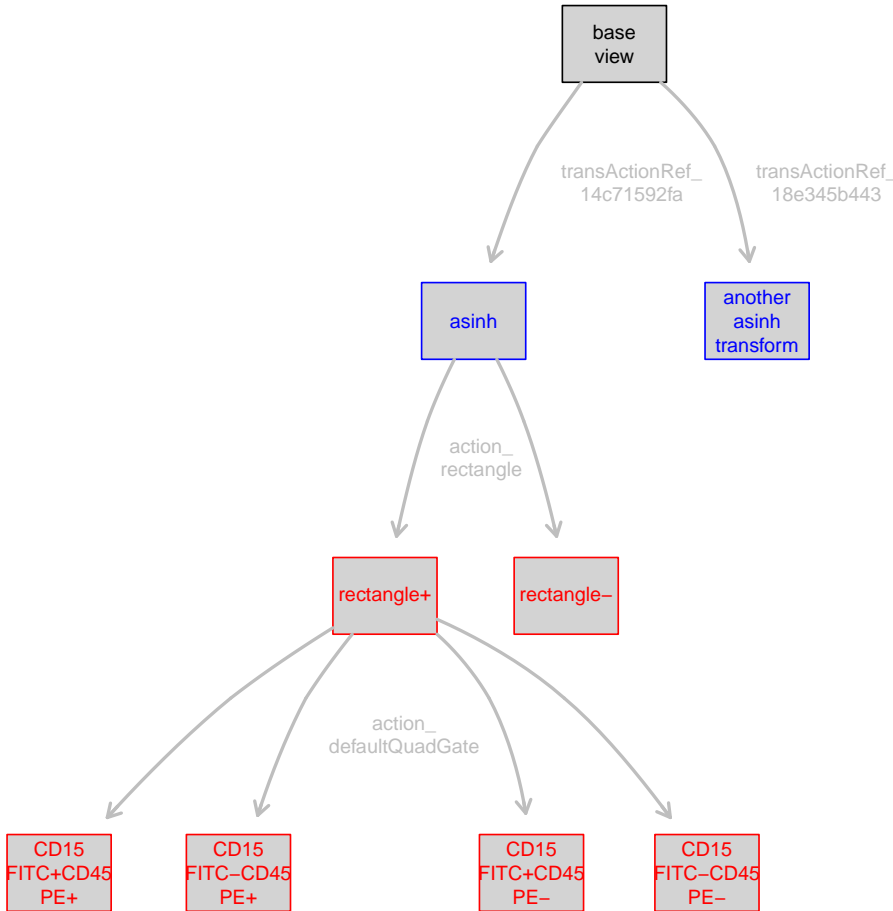 base
view
transActionRef_
14c71592fa
transActionRef_
18e345b443
asinh
another
asinh
transform
action_
rectangle
rectangle+
rectangle−
action_
defaultQuadGate
CD15
FITC+CD45
PE+
CD15
FITC−CD45
PE+
CD15
FITC+CD45
PE−
CD15
FITC−CD45
PE−